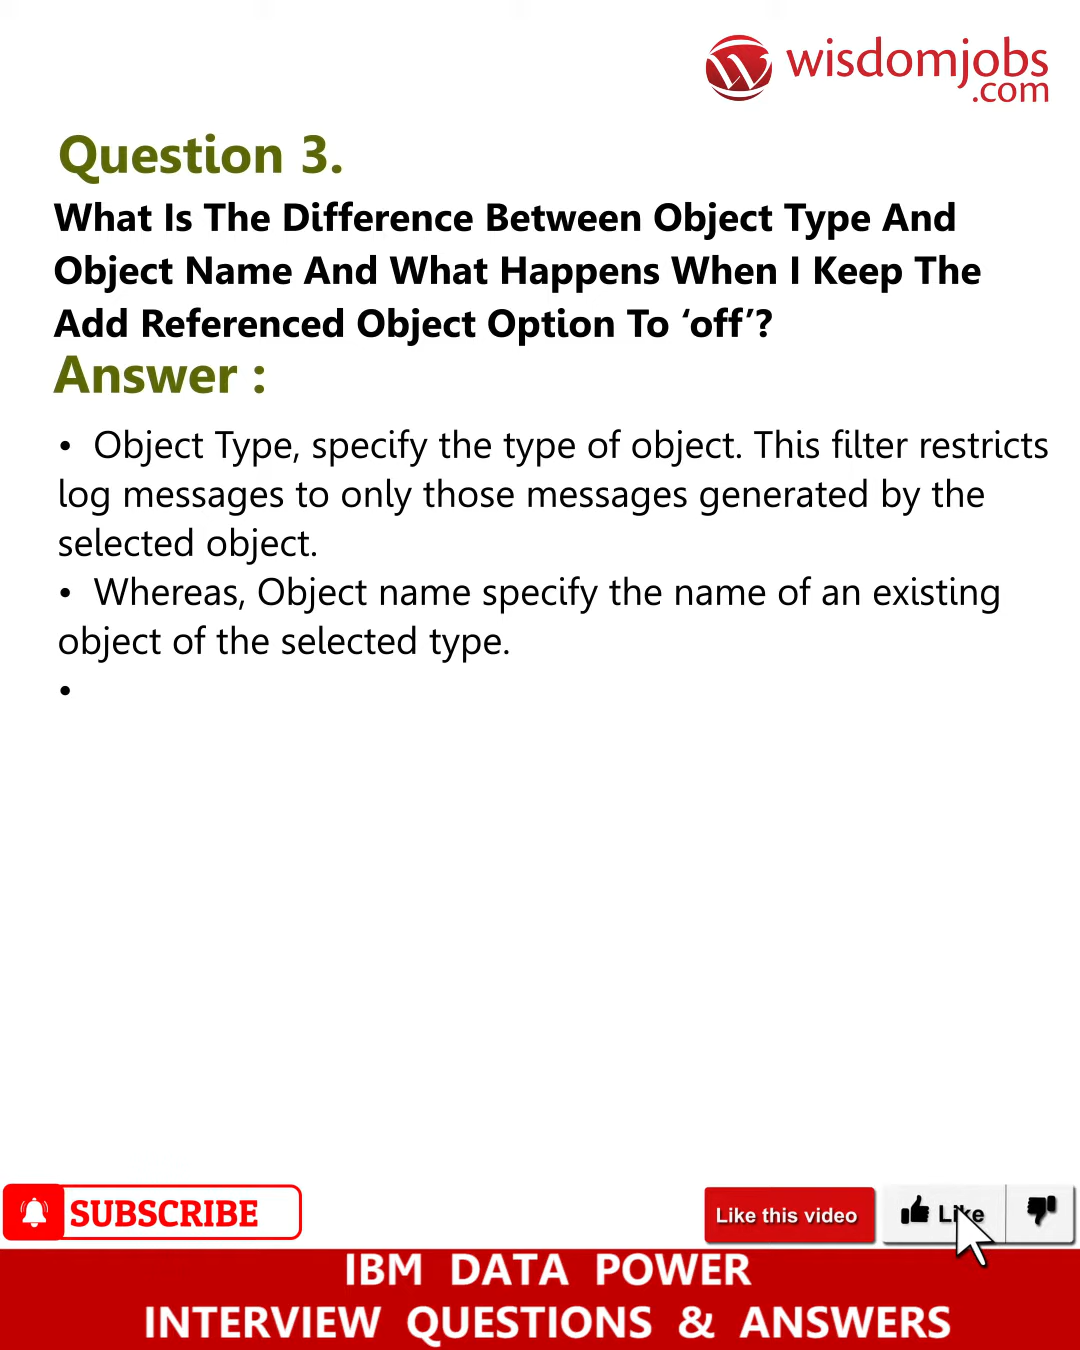 wisdomjobs
.com
Question 3.
What Is The Difference Between Object Type And
Object Name And What Happens When I Keep The
Add Referenced Object Option To ‘off’?
Answer :
• Object Type, specify the type of object. This filter restricts
log messages to only those messages generated by the
selected object.
• Whereas, Object name specify the name of an existing
object of the selected type.
•
SUBSCRIBE
Like this video
Like
IBM DATA POWER
INTERVIEW QUESTIONS & ANSWERS